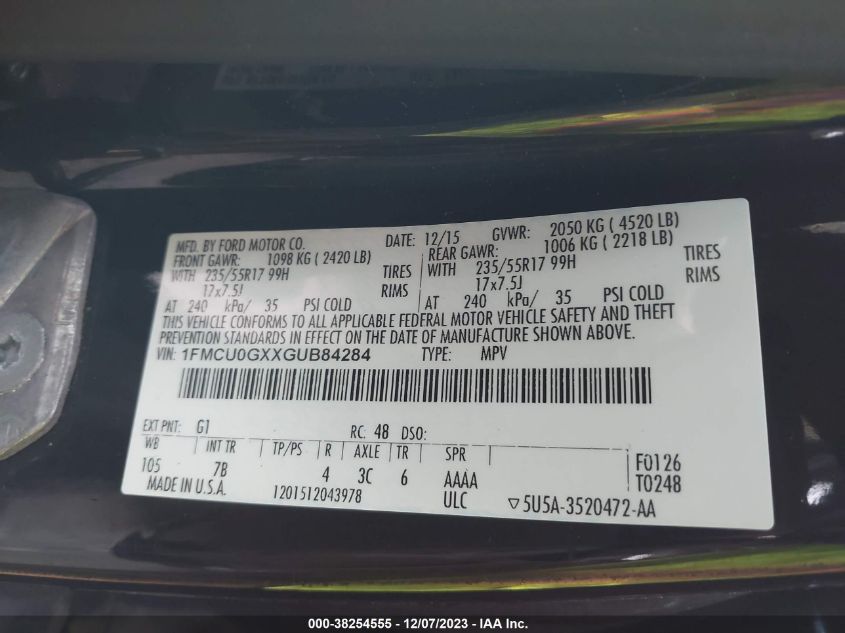 MFD. BY FORD MOTOR CO. DATE: 12/15 GVWR: 2050 KG ( 4520 LB)
FRONT GAWR: 1098 KG ( 2420 LB) REAR GAWR: 1006 KG ( 2218 LB)
WITH 235/55R17 99H TIRES WITH 235/55R17 99H TIRES
17x7.5J RIMS 17x7.5J RIMS
AT 240 kPa/ 35 PSI COLD AT 240 kPa/ 35 PSI COLD
THIS VEHICLE CONFORMS TO ALL APPLICABLE FEDERAL MOTOR VEHICLE SAFETY AND THEFT
PREVENTION STANDARDS IN EFFECT ON THE DATE OF MANUFACTURE SHOWN ABOVE.
VIN: 1FMCU0GXXGUB84284 TYPE: MPV
EXT PNT: G1 RC: 48 DSO:
WB INT TR TP/PS R AXLE TR SPR
105 7B 4 3C 6 AAAA F0126
MADE IN U.S.A. 1201512043978 ULC T0248
▽5U5A-3520472-AA
000-38254555 - 12/07/2023 - IAA Inc.